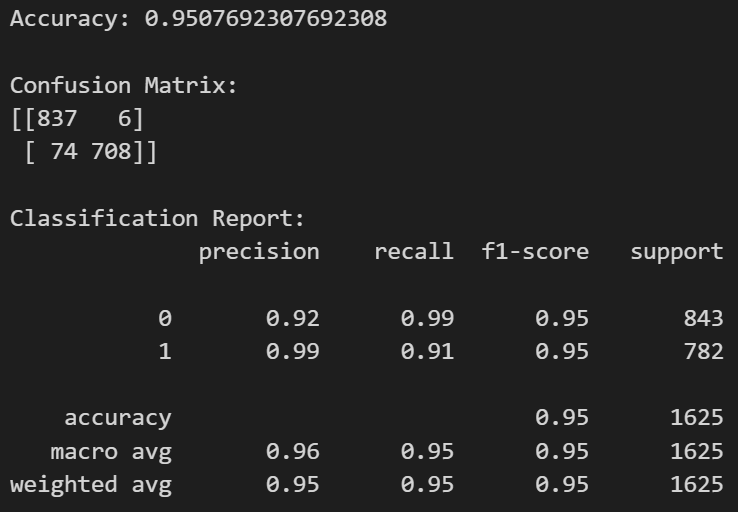 Accuracy: 0.9507692307692308
Confusion Matrix:
[[837   6]
 [ 74 708]]
Classification Report:
              precision    recall  f1-score   support
           0       0.92      0.99      0.95       843
           1       0.99      0.91      0.95       782
    accuracy                           0.95      1625
   macro avg       0.96      0.95      0.95      1625
weighted avg       0.95      0.95      0.95      1625